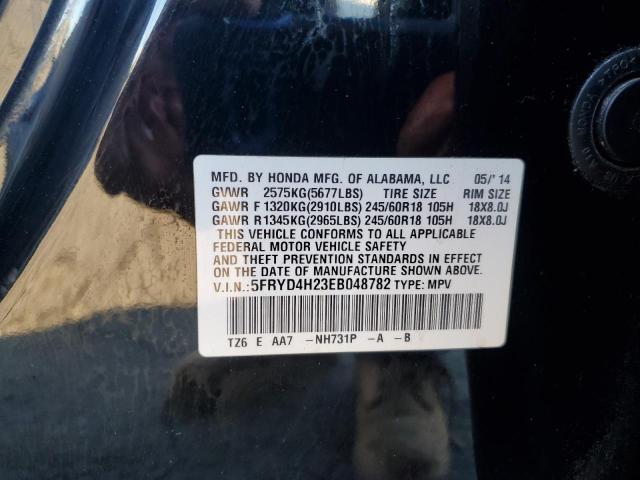 MFD. BY HONDA MFG. OF ALABAMA, LLC 05/'14
GVWR 2575KG(5677LBS) TIRE SIZE RIM SIZE
GAWR F 1320KG(2910LBS) 245/60R18 105H 18X8.0J
GAWR R1345KG(2965LBS) 245/60R18 105H 18X8.0J
THIS VEHICLE CONFORMS TO ALL APPLICABLE
FEDERAL MOTOR VEHICLE SAFETY
AND THEFT PREVENTION STANDARDS IN EFFECT
ON THE DATE OF MANUFACTURE SHOWN ABOVE.
V.I.N.: 5FRYD4H23EB048782 TYPE: MPV
TZ6 E AA7 -NH731P -A -B
HONDA